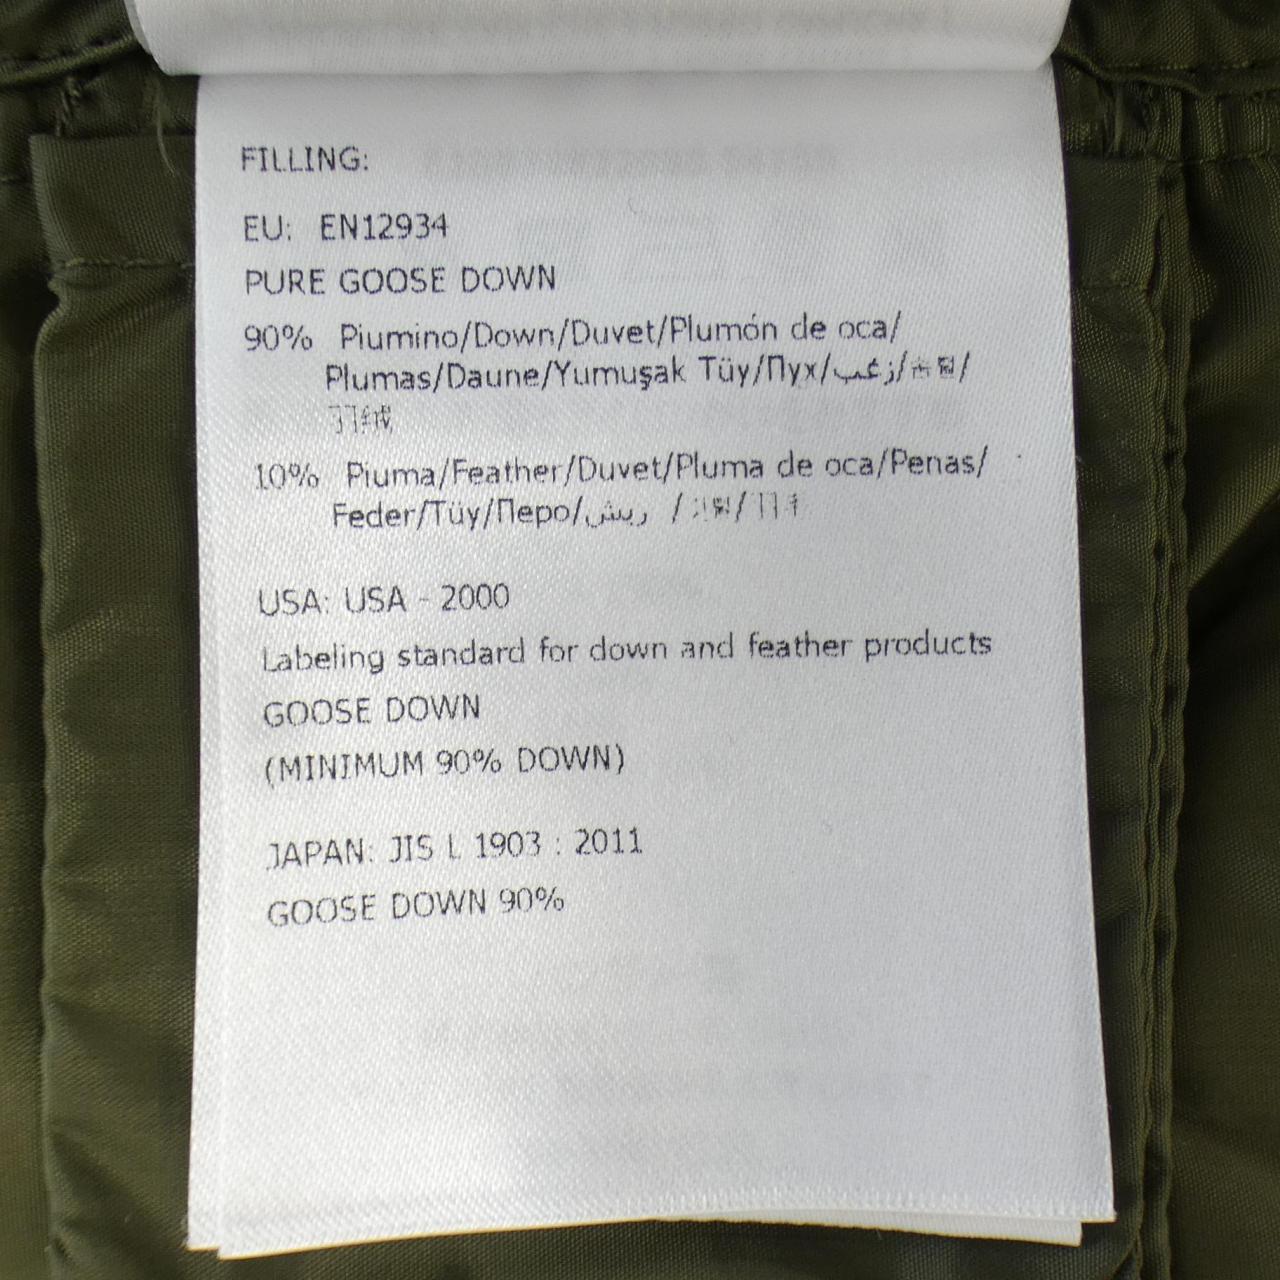 FILLING:
EU: EN12934
PURE GOOSE DOWN
90% Piumino/Down/Duvet/Plumón de oca/
Plumas/Daune/Yumuşak Tüy/Пух/زغب/
10% Piuma/Feather/Duvet/Pluma de oca/Penas/
Feder/Tüy/Перо/ريش /
USA: USA - 2000
Labeling standard for down and feather products
GOOSE DOWN
(MINIMUM 90% DOWN)
JAPAN: JIS L 1903 : 2011
GOOSE DOWN 90%